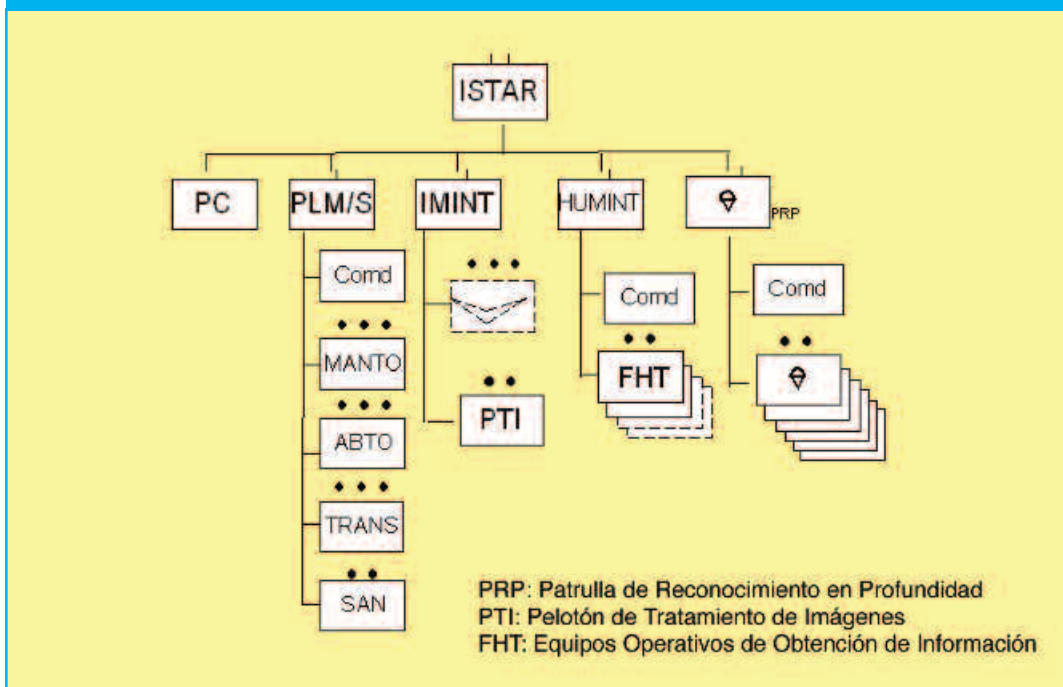 ISTAR
PC
PLM/S
IMINT
HUMINT
PRP
Comd
MANTO
ABTO
TRANS
SAN
PTI
Comd
FHT
Comd
PRP: Patrulla de Reconocimiento en Profundidad
PTI: Pelotón de Tratamiento de Imágenes
FHT: Equipos Operativos de Obtención de Información